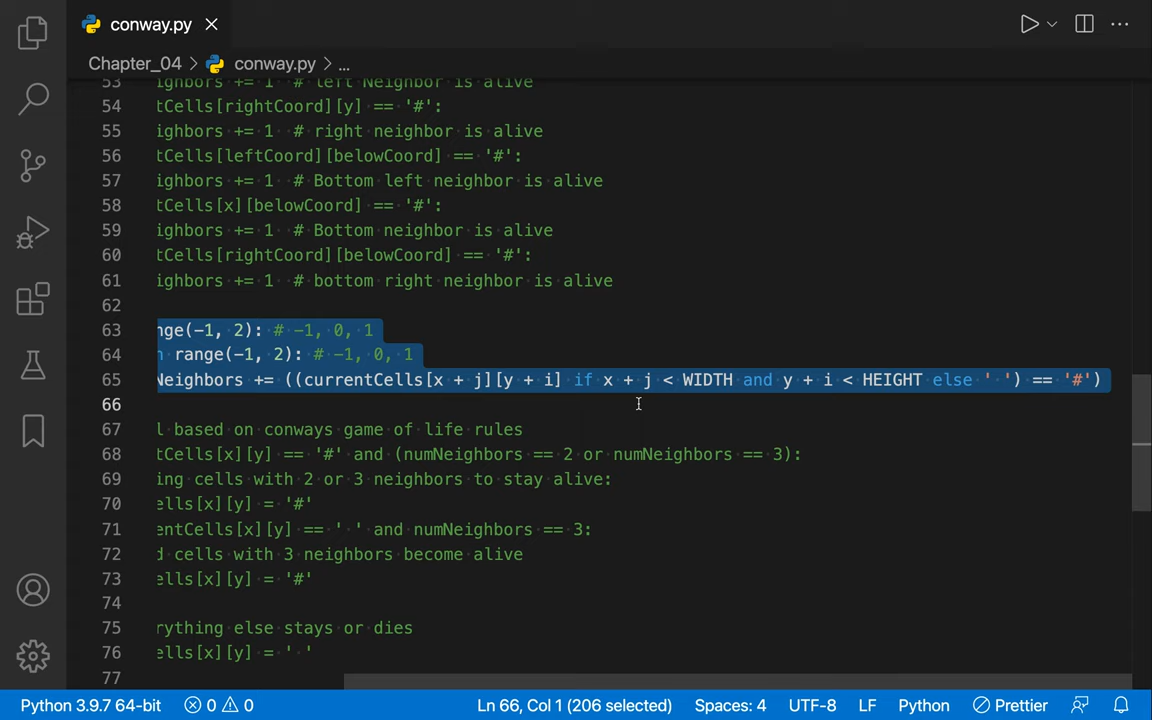 conway.py
Chapter_04 > conway.py > ...
53 ighbors += 1 # left Neighbor is alive
54 tCells[rightCoord][y] == '#':
55 ighbors += 1 # right neighbor is alive
56 tCells[leftCoord][belowCoord] == '#':
57 ighbors += 1 # Bottom left neighbor is alive
58 tCells[x][belowCoord] == '#':
59 ighbors += 1 # Bottom neighbor is alive
60 tCells[rightCoord][belowCoord] == '#':
61 ighbors += 1 # bottom right neighbor is alive
62
63 nge(-1, 2): # -1, 0, 1
64 n range(-1, 2): # -1, 0, 1
65 Neighbors += ((currentCells[x + j][y + i] if x + j < WIDTH and y + i < HEIGHT else ' ') == '#')
66
67 l based on conways game of life rules
68 tCells[x][y] == '#' and (numNeighbors == 2 or numNeighbors == 3):
69 ing cells with 2 or 3 neighbors to stay alive:
70 ells[x][y] = '#'
71 entCells[x][y] == ' ' and numNeighbors == 3:
72 d cells with 3 neighbors become alive
73 ells[x][y] = '#'
74
75 rything else stays or dies
76 ells[x][y] = ' '
77
Python 3.9.7 64-bit 0 0 Ln 66, Col 1 (206 selected) Spaces: 4 UTF-8 LF Python Prettier